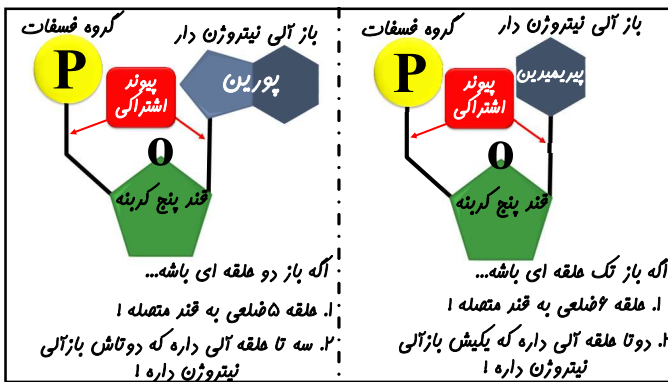 باز آلی نیتروژن دار
گروه فسفات
P
پیوند
اشتراکی
پیریمیدین
O
قند پنج کربنه
اگه باز تک حلقه ای باشه...
۱. حلقه ۶ضلعی به قند متصله !
۲. دوتا حلقه آلی داره که یکیش بازآلی
نیتروژن داره !
باز آلی نیتروژن دار
گروه فسفات
P
پیوند
اشتراکی
پورین
O
قند پنج کربنه
اگه باز دو حلقه ای باشه...
۱. حلقه ۵ضلعی به قند متصله !
۲. سه تا حلقه آلی داره که دوتاش بازآلی
نیتروژن داره !